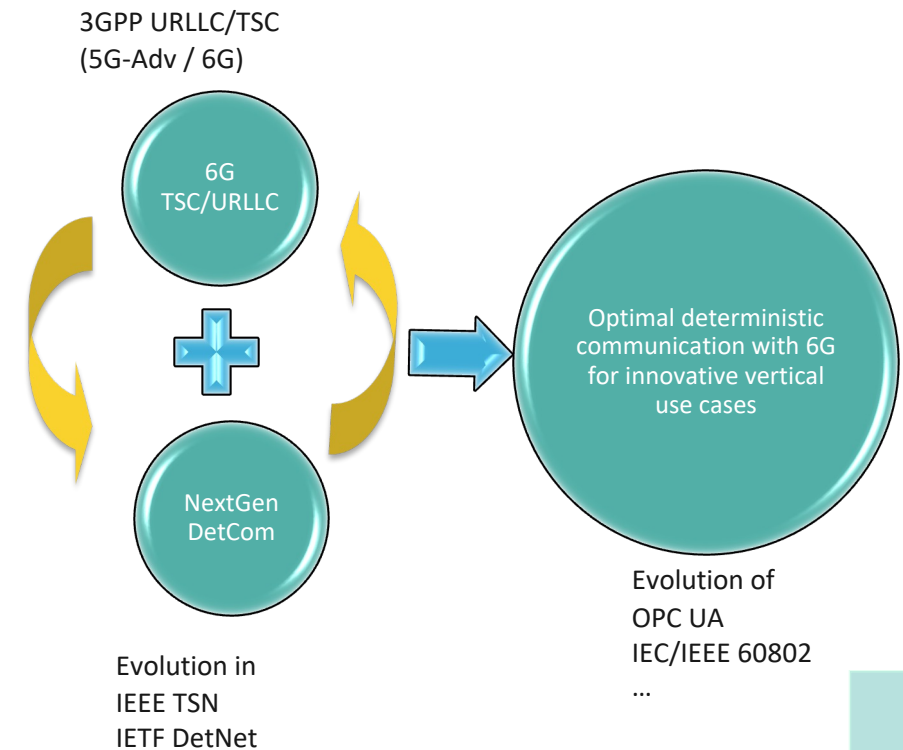 3GPP URLLC/TSC
(5G-Adv / 6G)
6G
TSC/URLLC
Optimal deterministic
communication with 6G
for innovative vertical
use cases
NextGen
DetCom
Evolution of
OPC UA
IEC/IEEE 60802
...
Evolution in
IEEE TSN
IETF DetNet